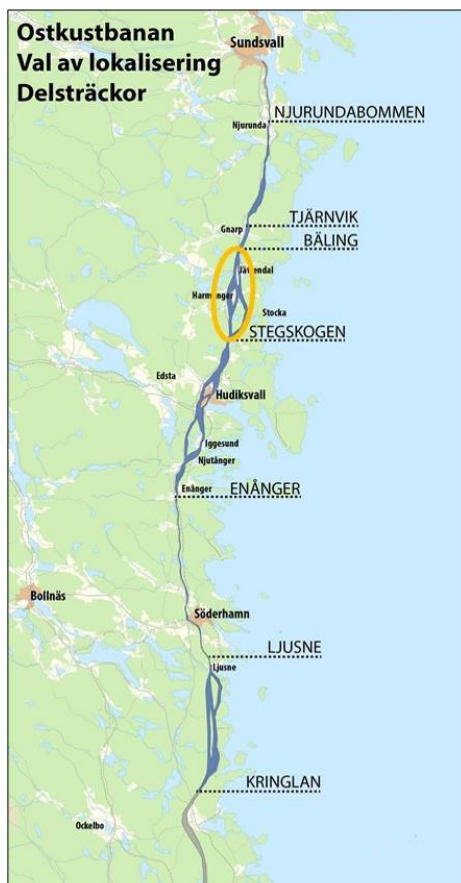 Ostkustbanan
Val av lokalisering
Delsträckor
Sundsvall
NJURUNDABOMMEN
Njurunda
TJÄRNVIK
Gnarp
BÄLING
Jättendal
Harmånger
Stocka
STEGSKOGEN
Edsta
Hudiksvall
Iggesund
Njutånger
Enånger
ENÅNGER
Bollnäs
Söderhamn
LJUSNE
Ljusne
KRINGLAN
Ockelbo